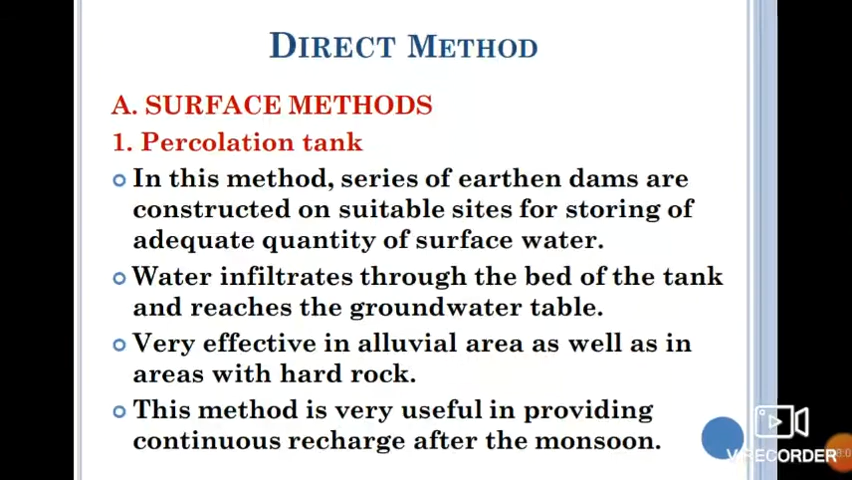 DIRECT METHOD
A. SURFACE METHODS
1. Percolation tank
In this method, series of earthen dams are
constructed on suitable sites for storing of
adequate quantity of surface water.
Water infiltrates through the bed of the tank
and reaches the groundwater table.
Very effective in alluvial area as well as in
areas with hard rock.
This method is very useful in providing
continuous recharge after the monsoon.